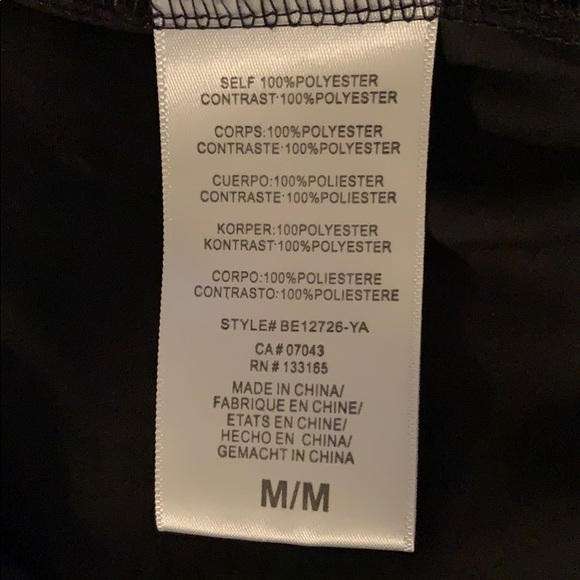 SELF 100%POLYESTER
CONTRAST:100%POLYESTER
CORPS:100%POLYESTER
CONTRASTE:100%POLYESTER
CUERPO:100%POLIESTER
CONTRASTE:100%POLIESTER
KORPER:100POLYESTER
KONTRAST:100%POLYESTER
CORPO:100%POLIESTERE
CONTRASTO:100%POLIESTERE
STYLE# BE12726-YA
CA# 07043
RN # 133165
MADE IN CHINA/
FABRIQUE EN CHINE/
ETATS EN CHINE/
HECHO EN CHINA/
GEMACHT IN CHINA
M/M